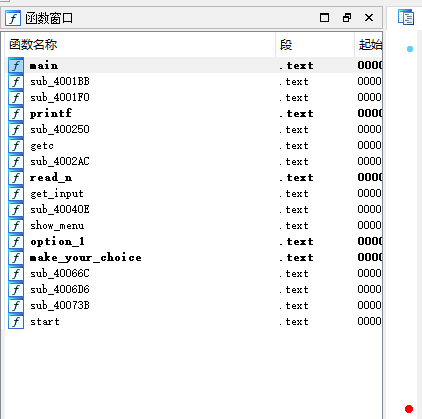 函数窗口
函数名称 段 起始
f main .text 0000
f sub_4001BB .text 0000
f sub_4001F0 .text 0000
f printf .text 0000
f sub_400250 .text 0000
f getc .text 0000
f sub_4002AC .text 0000
f read_n .text 0000
f get_input .text 0000
f sub_40040E .text 0000
f show_menu .text 0000
f option_1 .text 0000
f make_your_choice .text 0000
f sub_40066C .text 0000
f sub_4006D6 .text 0000
f sub_40073B .text 0000
f start .text 0000